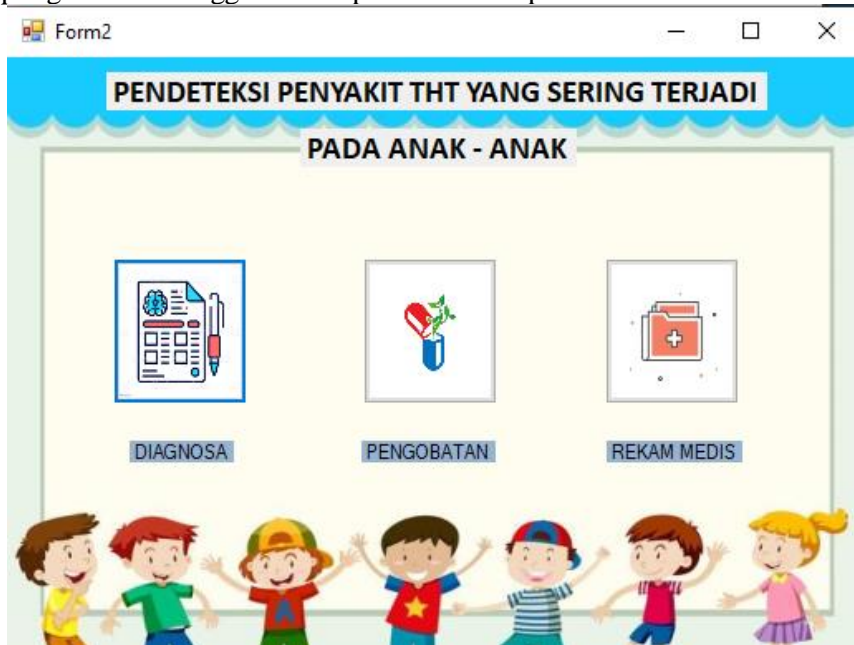 Form2
PENDETEKSI PENYAKIT THT YANG SERING TERJADI
PADA ANAK - ANAK
DIAGNOSA
PENGOBATAN
REKAM MEDIS
A